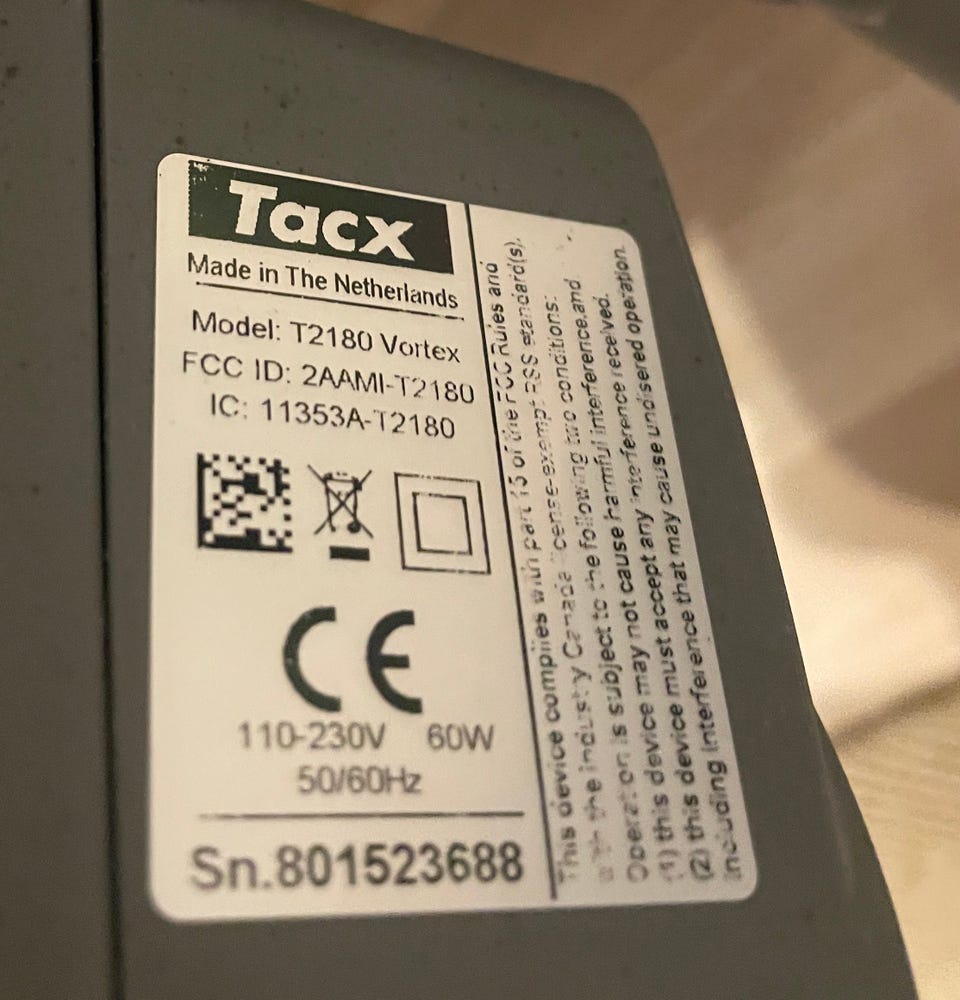 Tacx
Made in The Netherlands
Model: T2180 Vortex
FCC ID: 2AAMI-T2180
IC: 11353A-T2180
CE
110-230V 60W
50/60Hz
Sn.801523688
This device complies with part 15 of the FCC Rules and
with the industry Canada license-exempt RSS standard(s).
Operation is subject to the following two conditions:
(1) this device may not cause harmful interference,and
(2) this device must accept any interference received,
including interference that may cause undisered operation.